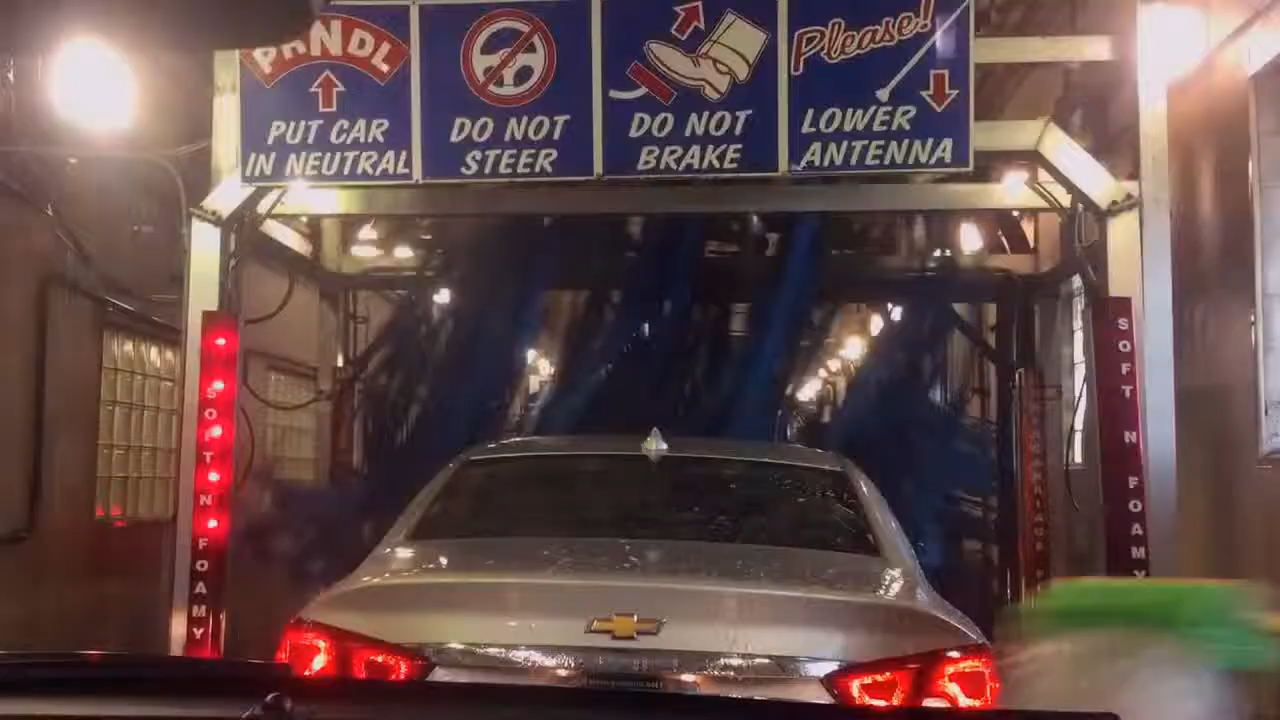 PRNDL
PUT CAR
IN NEUTRAL
DO NOT
STEER
DO NOT
BRAKE
Please!
LOWER
ANTENNA
SOFT N FOAMY
SOFT N FOAMY